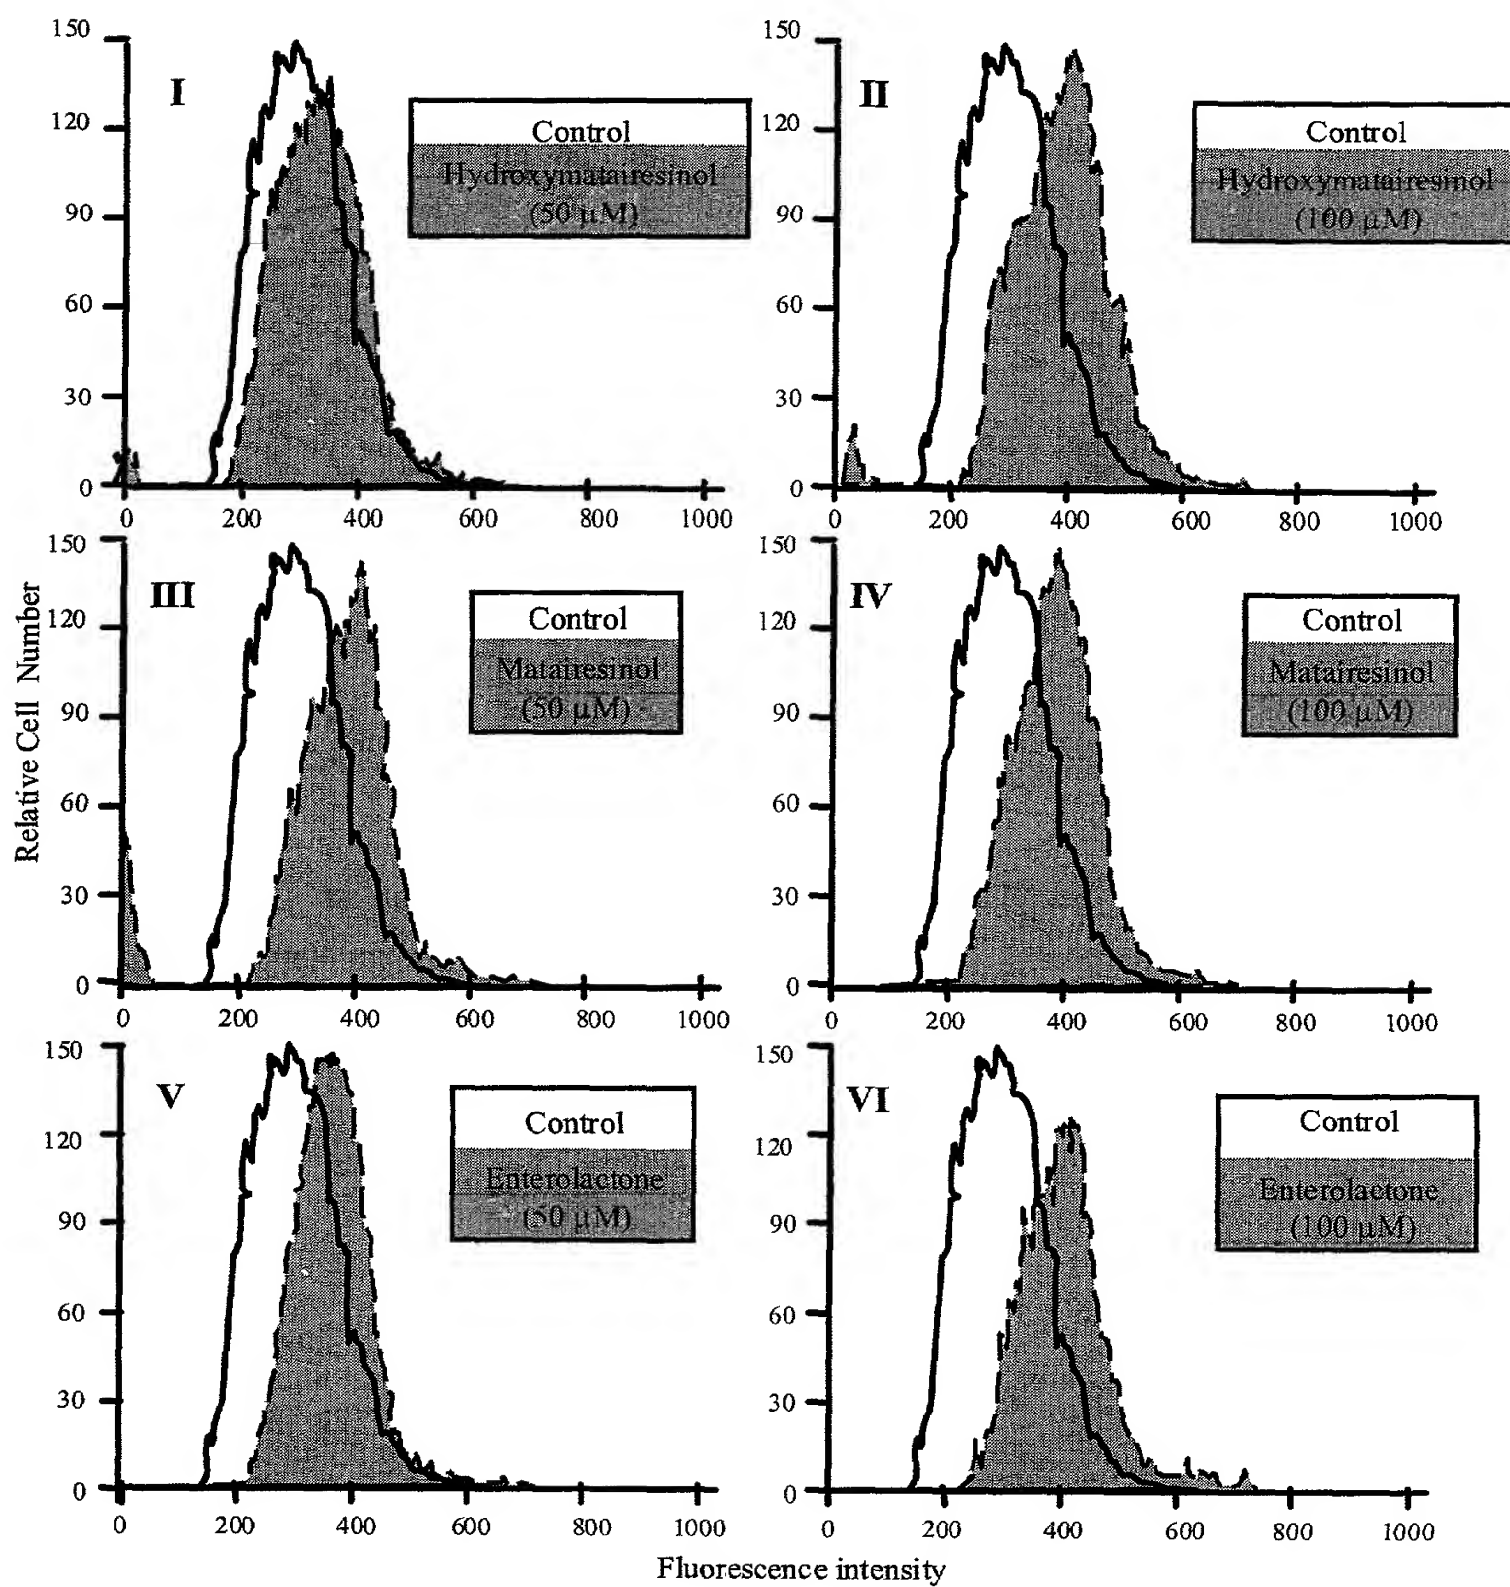 150
120
90
60
30
0
0 200 400 600 800 1000
I
Control
Hydroxymatairesinol
(50 µM)
150
120
90
60
30
0
0 200 400 600 800 1000
II
Control
Hydroxymatairesinol
(100 µM)
Relative Cell Number
150
120
90
60
30
0
0 200 400 600 800 1000
III
Control
Matairesinol
(50 µM)
150
120
90
60
30
0
0 200 400 600 800 1000
IV
Control
Matairesinol
(100 µM)
150
120
90
60
30
0
0 200 400 600 800 1000
V
Control
Enterolactone
(50 µM)
150
120
90
60
30
0
0 200 400 600 800 1000
VI
Control
Enterolactone
(100 µM)
Fluorescence intensity